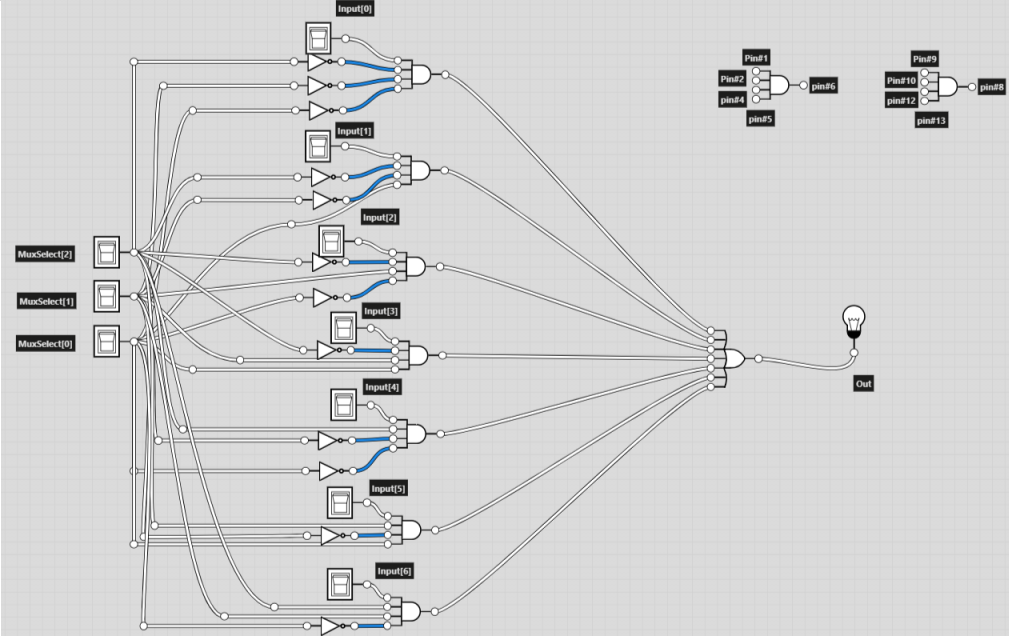 Input[0]
Pin#1
Pin#9
Pin#2
pin#6
Pin#10
pin#8
pin#4
pin#12
pin#5
pin#13
Input[1]
Input[2]
MuxSelect[2]
MuxSelect[1]
Input[3]
MuxSelect[0]
Input[4]
Out
Input[5]
Input[6]